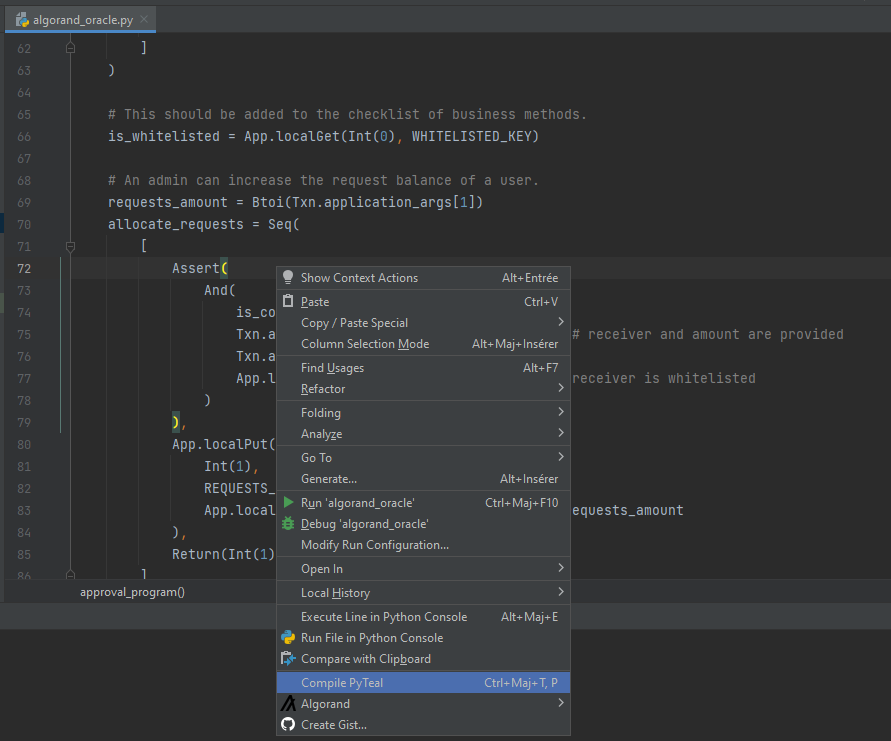 algorand_oracle.py
62 ]
63 )
64
65 # This should be added to the checklist of business methods.
66 is_whitelisted = App.localGet(Int(0), WHITELISTED_KEY)
67
68 # An admin can increase the request balance of a user.
69 requests_amount = Btoi(Txn.application_args[1])
70 allocate_requests = Seq(
71 [
72 Assert(
Show Context Actions Alt+Entrée
73 And(
Paste Ctrl+V
74 is_co
Copy / Paste Special
75 Txn.a # receiver and amount are provided
Column Selection Mode Alt+Maj+Insérer
76 Txn.a
Find Usages Alt+F7
77 App.l receiver is whitelisted
Refactor
78 )
Folding
79 ),
Analyze
80 App.localPut(
Go To
81 Int(1),
Generate... Alt+Insérer
82 REQUESTS_
Run 'algorand_oracle' Ctrl+Maj+F10
83 App.local equests_amount
Debug 'algorand_oracle'
84 ),
Modify Run Configuration...
85 Return(Int(1)
Open In
86 ]
approval_program()
Local History
Execute Line in Python Console Alt+Maj+E
Run File in Python Console
Compare with Clipboard
Compile PyTeal Ctrl+Maj+T, P
Algorand
Create Gist...